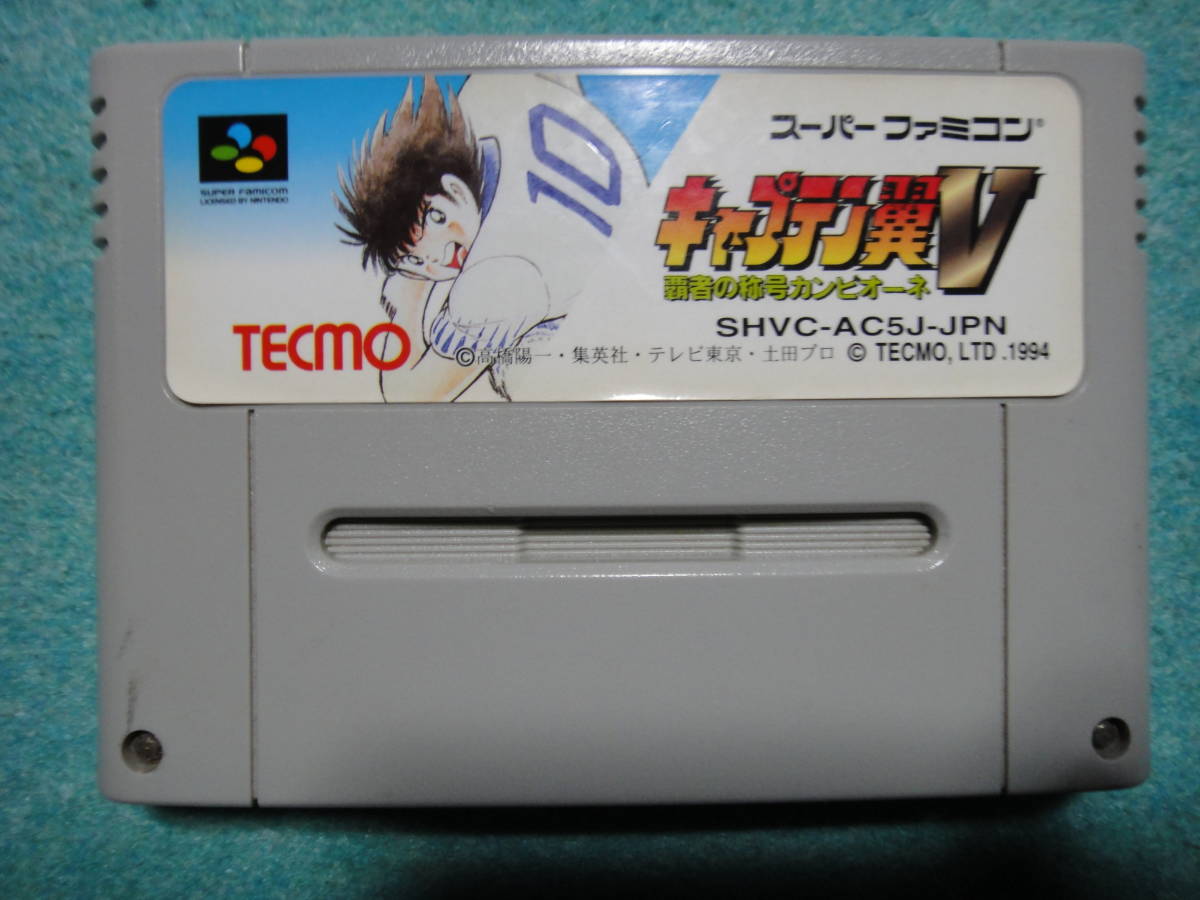 スーパーファミコン®
SUPER FAMICOM
LICENSED BY NINTENDO
10
キャプテン翼V
覇者の称号カンピオーネ
SHVC-AC5J-JPN
TECMO
©高橋陽一・集英社・テレビ東京・土田プロ © TECMO, LTD .1994